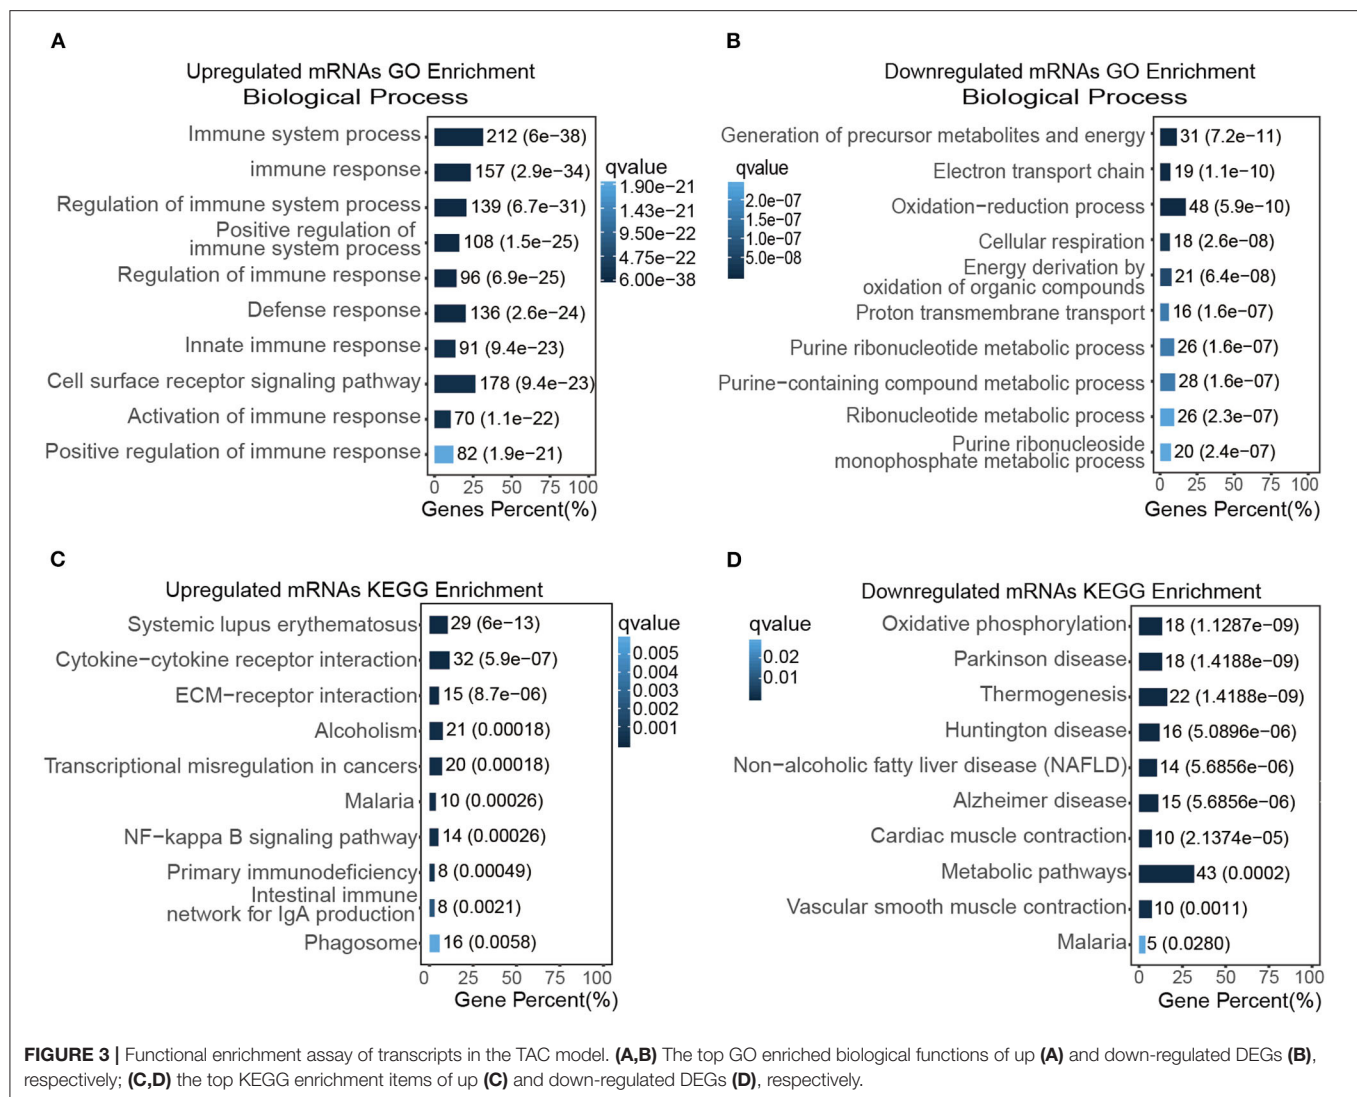 A
Upregulated mRNAs GO Enrichment
Biological Process
Immune system process 212 (6e−38)
immune response 157 (2.9e−34)
Regulation of immune system process 139 (6.7e−31)
Positive regulation of
immune system process 108 (1.5e−25)
Regulation of immune response 96 (6.9e−25)
Defense response 136 (2.6e−24)
Innate immune response 91 (9.4e−23)
Cell surface receptor signaling pathway 178 (9.4e−23)
Activation of immune response 70 (1.1e−22)
Positive regulation of immune response 82 (1.9e−21)
0 25 50 75 100
Genes Percent(%)
qvalue
1.90e−21
1.43e−21
9.50e−22
4.75e−22
6.00e−38
B
Downregulated mRNAs GO Enrichment
Biological Process
qvalue
2.0e−07
1.5e−07
1.0e−07
5.0e−08
Generation of precursor metabolites and energy 31 (7.2e−11)
Electron transport chain 19 (1.1e−10)
Oxidation−reduction process 48 (5.9e−10)
Cellular respiration 18 (2.6e−08)
Energy derivation by
oxidation of organic compounds 21 (6.4e−08)
Proton transmembrane transport 16 (1.6e−07)
Purine ribonucleotide metabolic process 26 (1.6e−07)
Purine−containing compound metabolic process 28 (1.6e−07)
Ribonucleotide metabolic process 26 (2.3e−07)
Purine ribonucleoside
monophosphate metabolic process 20 (2.4e−07)
0 25 50 75 100
Genes Percent(%)
C
Upregulated mRNAs KEGG Enrichment
Systemic lupus erythematosus 29 (6e−13)
Cytokine−cytokine receptor interaction 32 (5.9e−07)
ECM−receptor interaction 15 (8.7e−06)
Alcoholism 21 (0.00018)
Transcriptional misregulation in cancers 20 (0.00018)
Malaria 10 (0.00026)
NF−kappa B signaling pathway 14 (0.00026)
Primary immunodeficiency 8 (0.00049)
Intestinal immune
network for IgA production 8 (0.0021)
Phagosome 16 (0.0058)
0 25 50 75 100
Gene Percent(%)
qvalue
0.005
0.004
0.003
0.002
0.001
D
Downregulated mRNAs KEGG Enrichment
qvalue
0.02
0.01
Oxidative phosphorylation 18 (1.1287e−09)
Parkinson disease 18 (1.4188e−09)
Thermogenesis 22 (1.4188e−09)
Huntington disease 16 (5.0896e−06)
Non−alcoholic fatty liver disease (NAFLD) 14 (5.6856e−06)
Alzheimer disease 15 (5.6856e−06)
Cardiac muscle contraction 10 (2.1374e−05)
Metabolic pathways 43 (0.0002)
Vascular smooth muscle contraction 10 (0.0011)
Malaria 5 (0.0280)
0 25 50 75 100
Gene Percent(%)
FIGURE 3 | Functional enrichment assay of transcripts in the TAC model. (A,B) The top GO enriched biological functions of up (A) and down-regulated DEGs (B),
respectively; (C,D) the top KEGG enrichment items of up (C) and down-regulated DEGs (D), respectively.